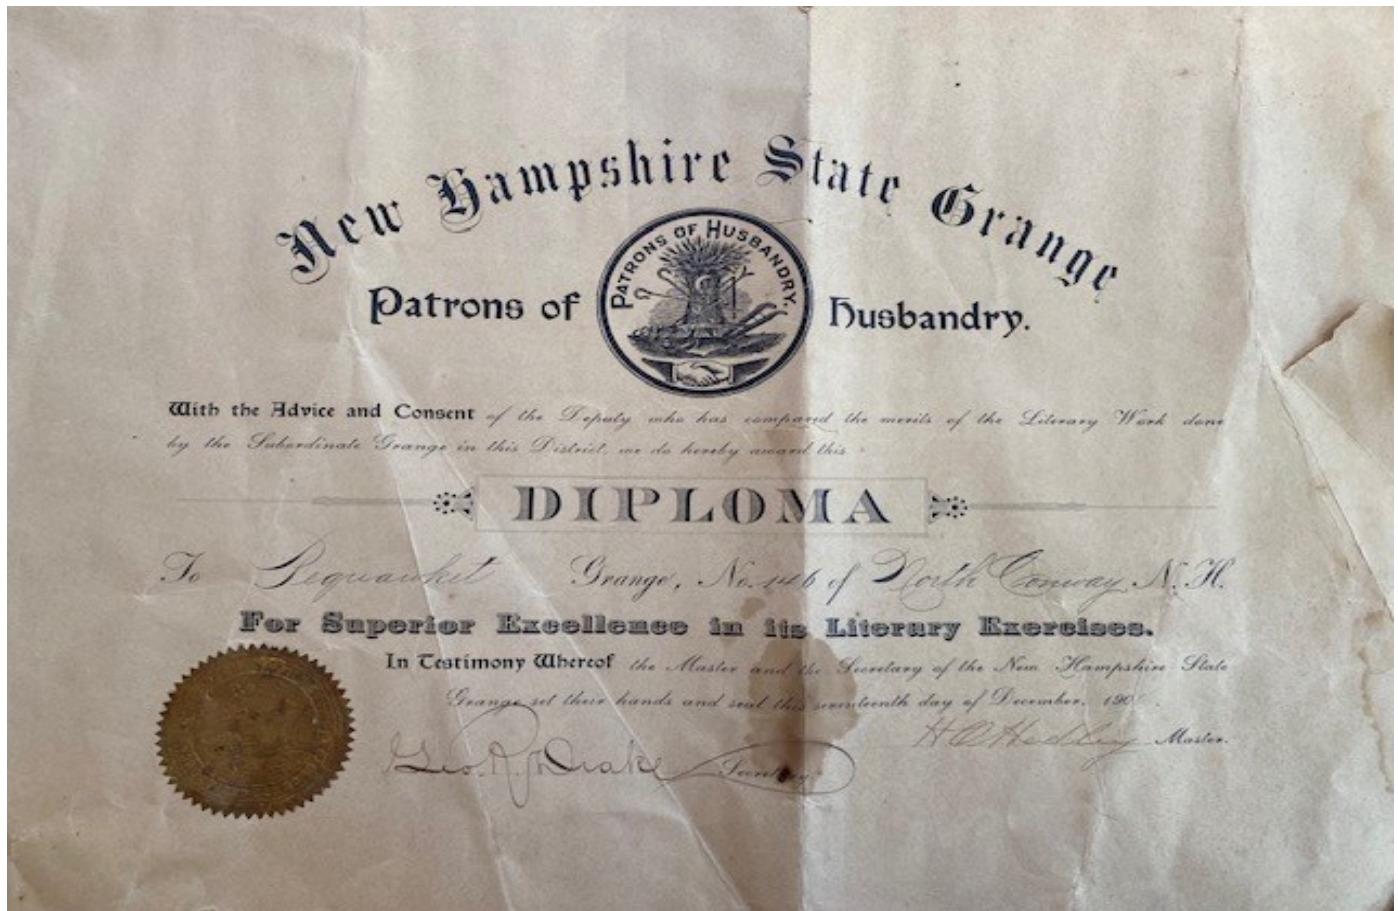 New Hampshire State Grange
PATRONS OF HUSBANDRY.
Patrons of Husbandry.
With the Advice and Consent of the Deputy who has compared the merits of the Literary Work done
by the Subordinate Grange in this District, we do hereby award this
DIPLOMA
To Pequawket Grange, No. 146 of North Conway, N. H.
For Superior Excellence in its Literary Exercises.
In Testimony Whereof the Master and the Secretary of the New Hampshire State
Grange set their hands and seal this seventeenth day of December, 190
Master.
Geo. R. Drake Secretary